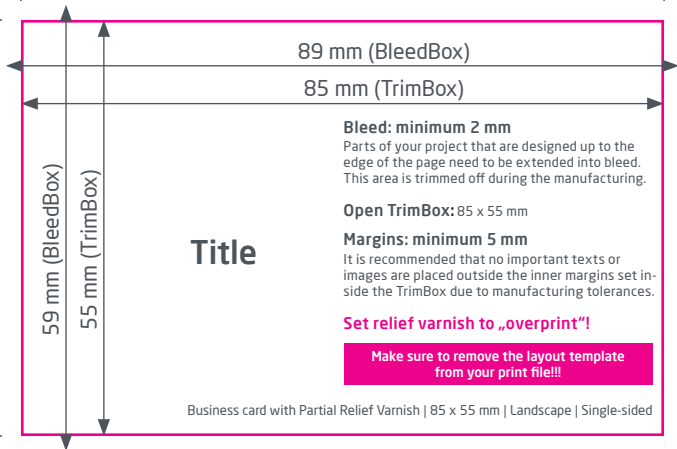 89 mm (BleedBox)
85 mm (TrimBox)
59 mm (BleedBox)
55 mm (TrimBox)
Title
Bleed: minimum 2 mm
Parts of your project that are designed up to the
edge of the page need to be extended into bleed.
This area is trimmed off during the manufacturing.
Open TrimBox: 85 x 55 mm
Margins: minimum 5 mm
It is recommended that no important texts or
images are placed outside the inner margins set in-
side the TrimBox due to manufacturing tolerances.
Set relief varnish to „overprint“!
Make sure to remove the layout template
from your print file!!!
Business card with Partial Relief Varnish | 85 x 55 mm | Landscape | Single-sided